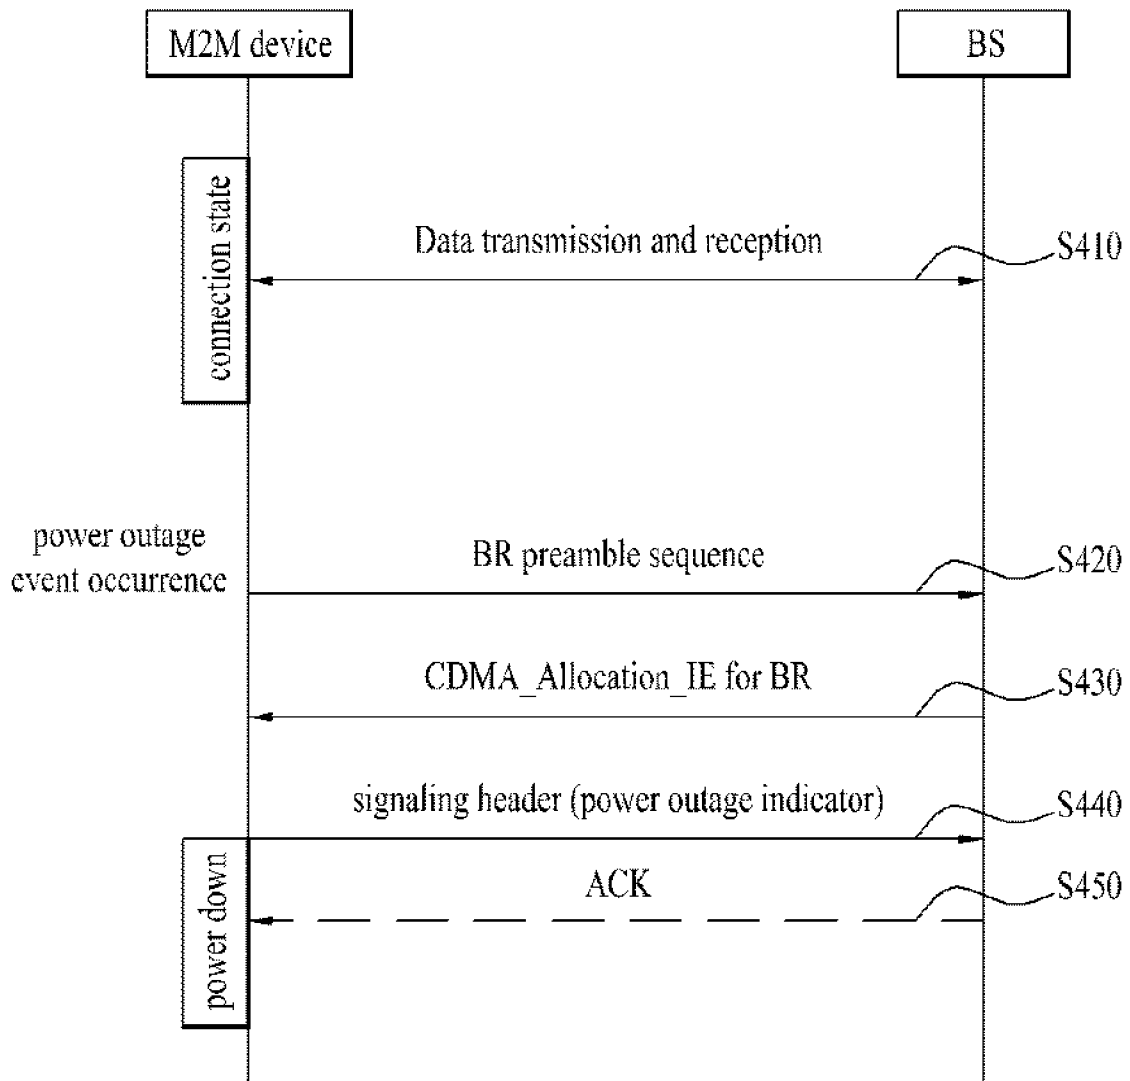 M2M device
BS
connection state
Data transmission and reception
S410
power outage
event occurrence
BR preamble sequence
S420
CDMA_Allocation_IE for BR
S430
signaling header (power outage indicator)
S440
power down
ACK
S450